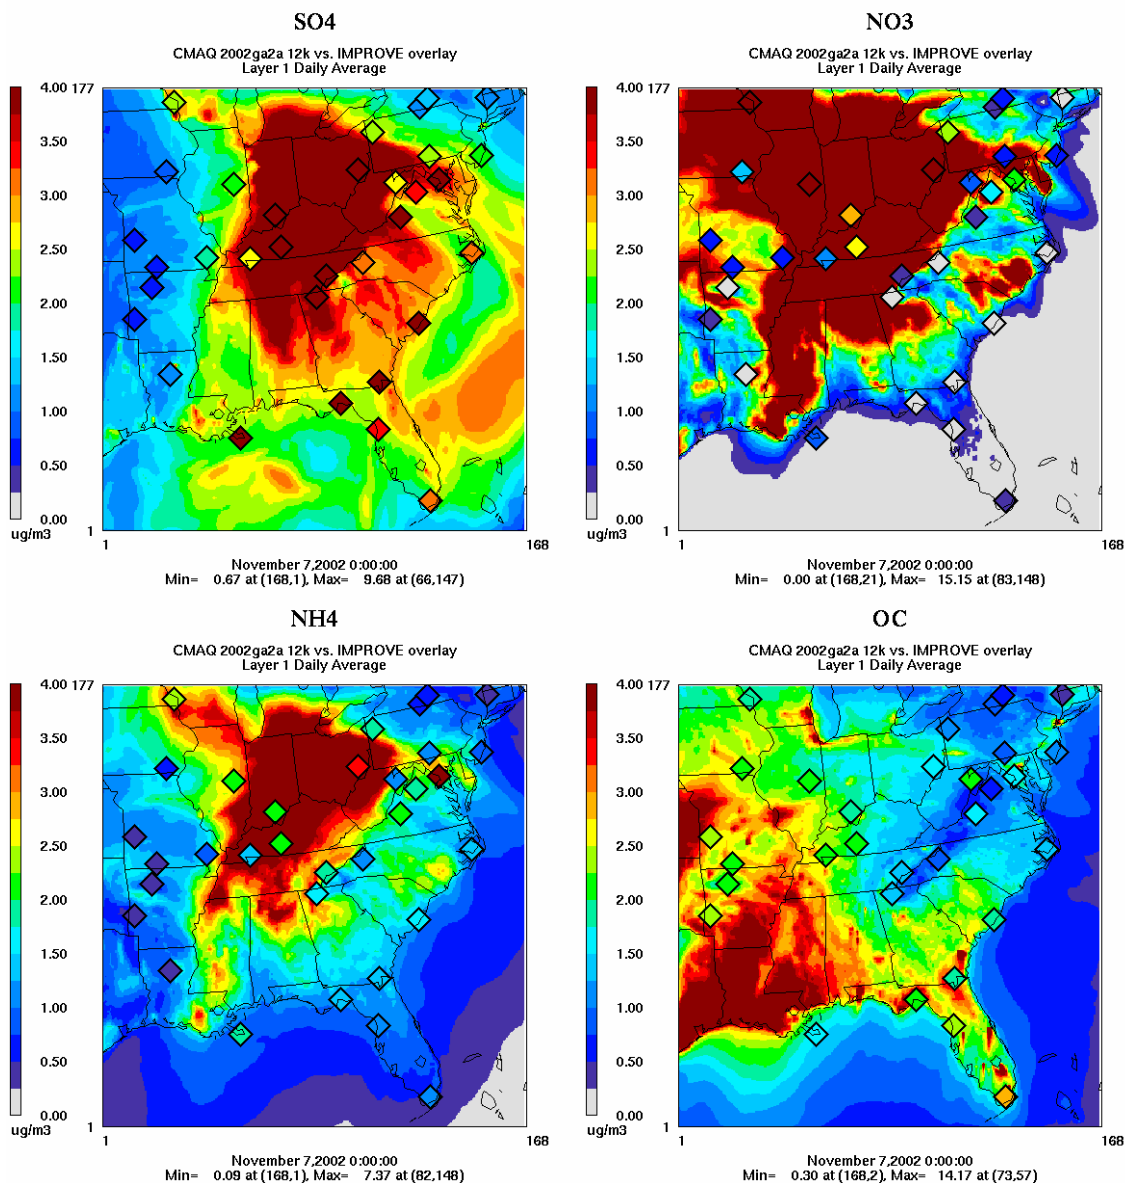 SO4
CMAQ 2002ga2a 12k vs. IMPROVE overlay
Layer 1 Daily Average
4.00 177
3.50
3.00
2.50
2.00
1.50
1.00
0.50
0.00
ug/m3
1
1
168
November 7,2002 0:00:00
Min= 0.67 at (168,1), Max= 9.68 at (66,147)
NO3
CMAQ 2002ga2a 12k vs. IMPROVE overlay
Layer 1 Daily Average
4.00 177
3.50
3.00
2.50
2.00
1.50
1.00
0.50
0.00
ug/m3
1
1
168
November 7,2002 0:00:00
Min= 0.00 at (168,21), Max= 15.15 at (83,148)
NH4
CMAQ 2002ga2a 12k vs. IMPROVE overlay
Layer 1 Daily Average
4.00 177
3.50
3.00
2.50
2.00
1.50
1.00
0.50
0.00
ug/m3
1
1
168
November 7,2002 0:00:00
Min= 0.09 at (168,1), Max= 7.37 at (82,148)
OC
CMAQ 2002ga2a 12k vs. IMPROVE overlay
Layer 1 Daily Average
4.00 177
3.50
3.00
2.50
2.00
1.50
1.00
0.50
0.00
ug/m3
1
1
168
November 7,2002 0:00:00
Min= 0.30 at (168,2), Max= 14.17 at (73,57)